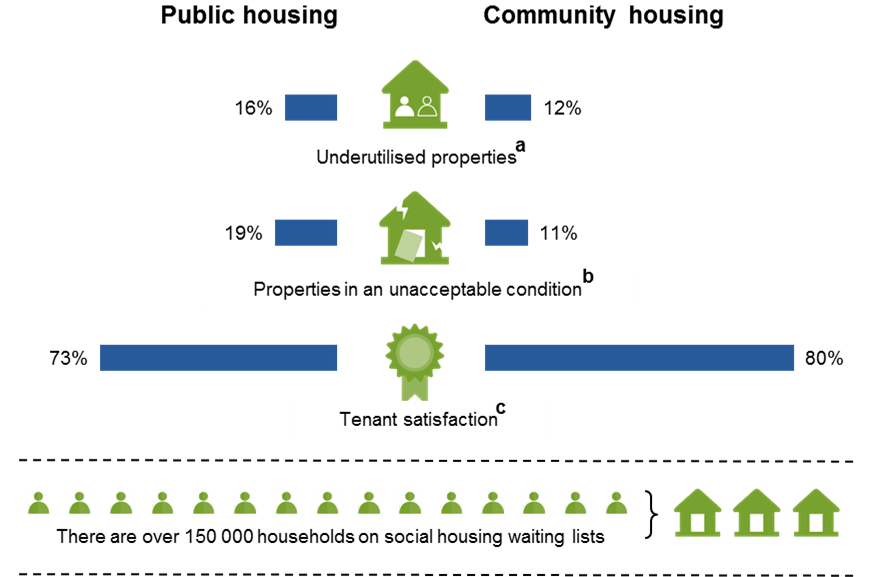 Public housing Community housing
16% 12%
Underutilised properties a
19% 11%
Properties in an unacceptable condition b
73% 80%
Tenant satisfaction c
There are over 150 000 households on social housing waiting lists